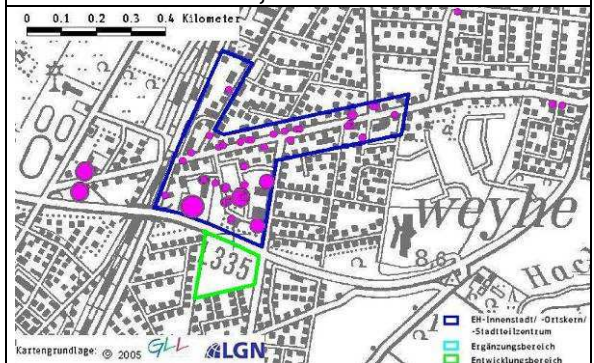 0 0.1 0.2 0.3 0.4 Kilometer
weyhe
8.6
1335
Hac
EH-Innenstadt/ -Ortskern/
-Stadtteilzentrum
Ergänzungsbereich
Entwicklungsbereich
Kartengrundlage: © 2005 GLL LGN